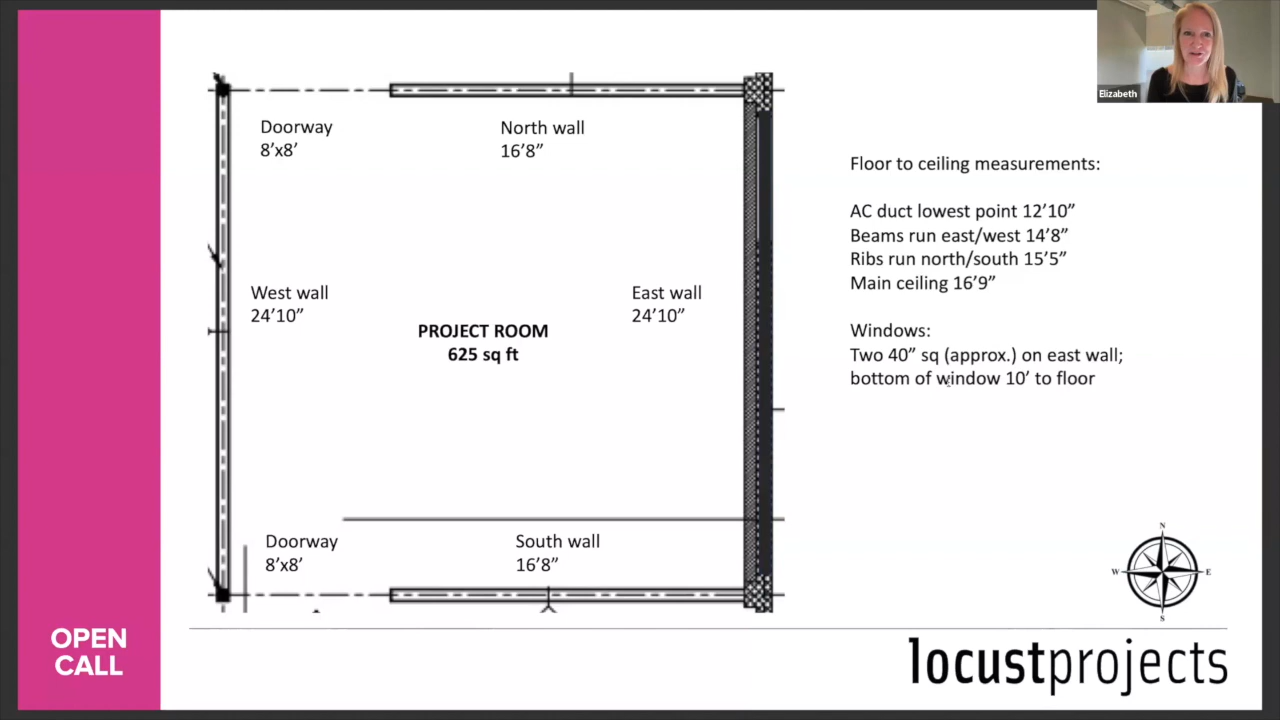 Elizabeth
Doorway
8’x8’
North wall
16’8”
West wall
24’10”
East wall
24’10”
PROJECT ROOM
625 sq ft
Doorway
8’x8’
South wall
16’8”
Floor to ceiling measurements:
AC duct lowest point 12’10”
Beams run east/west 14’8”
Ribs run north/south 15’5”
Main ceiling 16’9”
Windows:
Two 40” sq (approx.) on east wall;
bottom of window 10’ to floor
N
W
E
S
OPEN
CALL
locustprojects